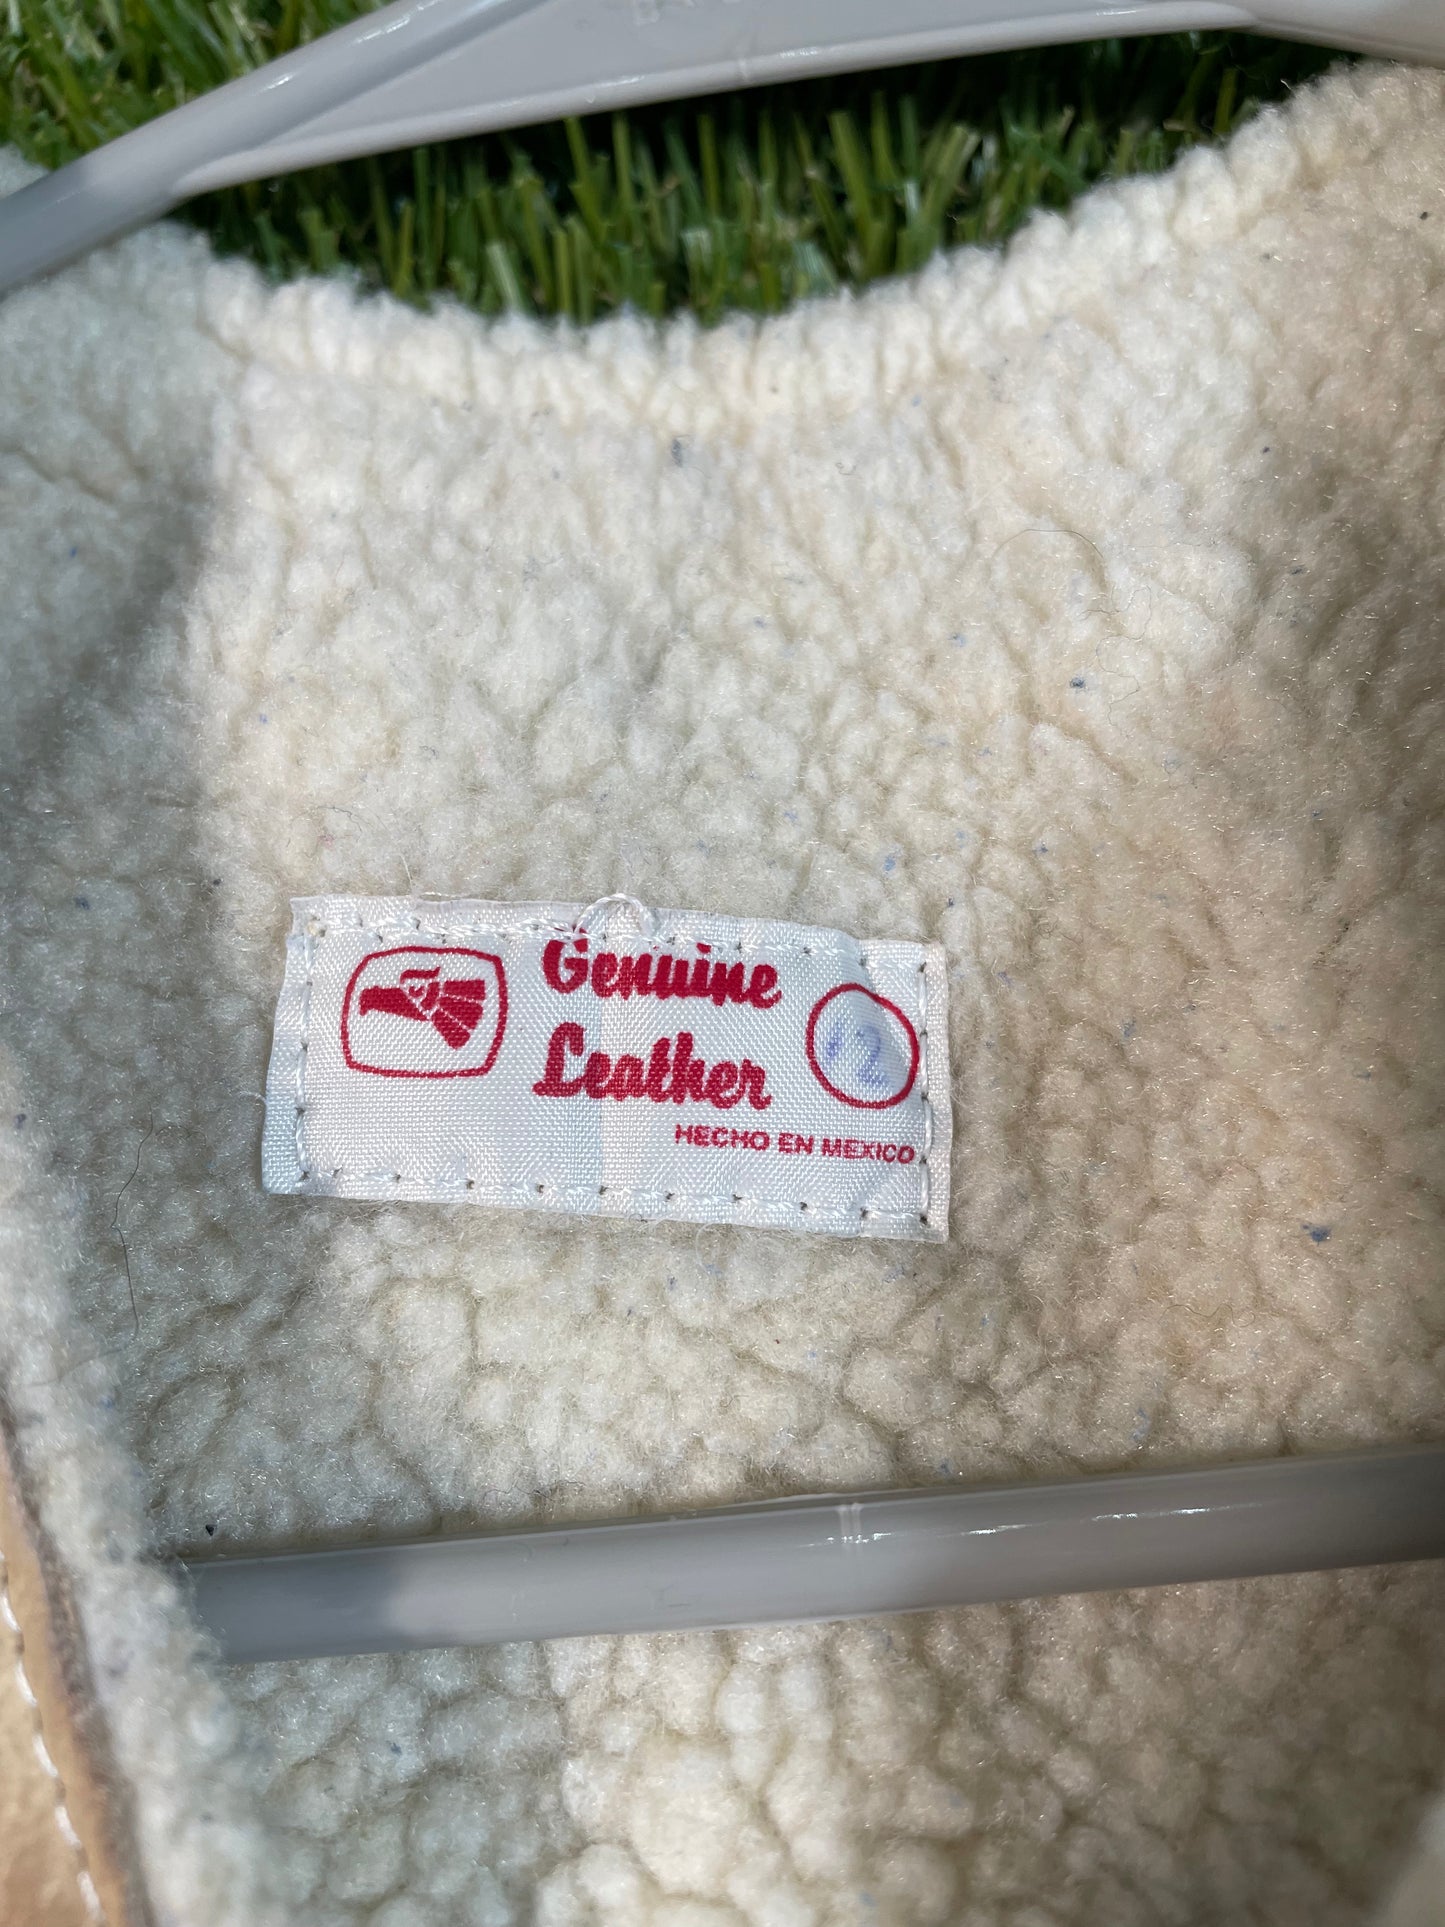 Genuine
Leather
12
HECHO EN MEXICO